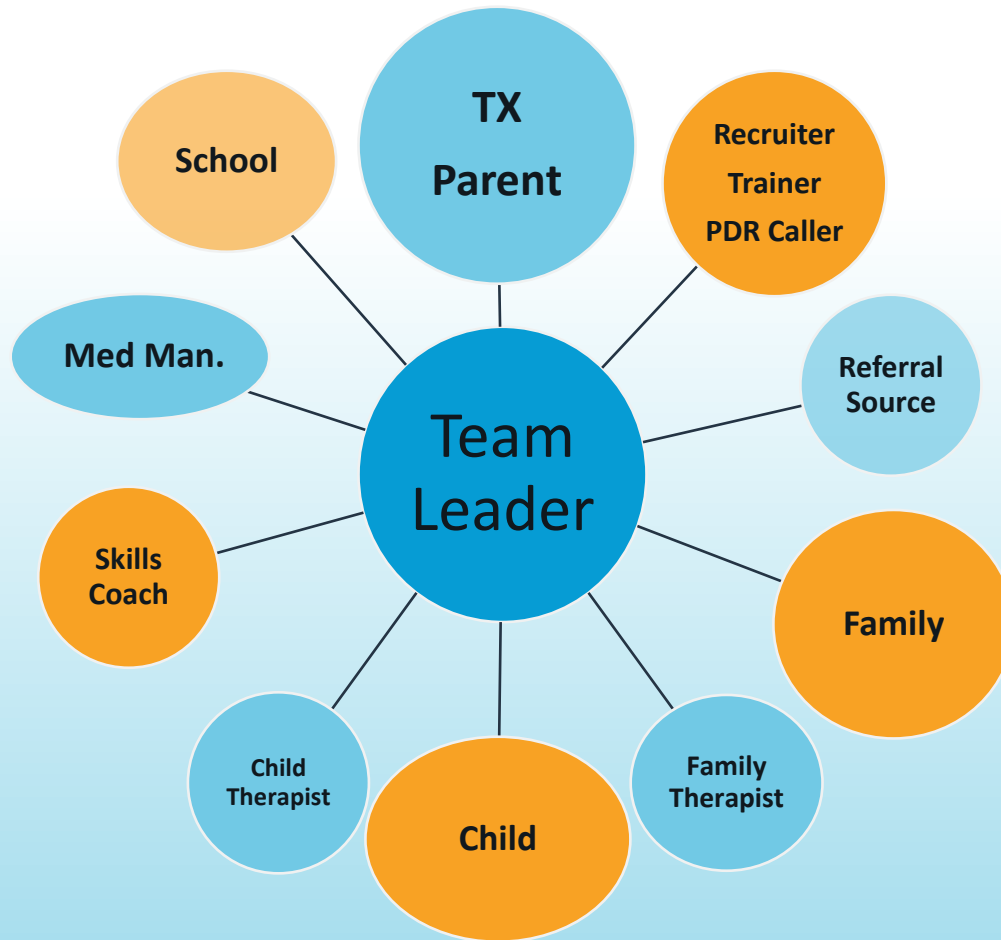 TX
Parent
Recruiter
Trainer
PDR Caller
School
Med Man.
Referral
Source
Team
Leader
Skills
Coach
Family
Child
Therapist
Family
Therapist
Child